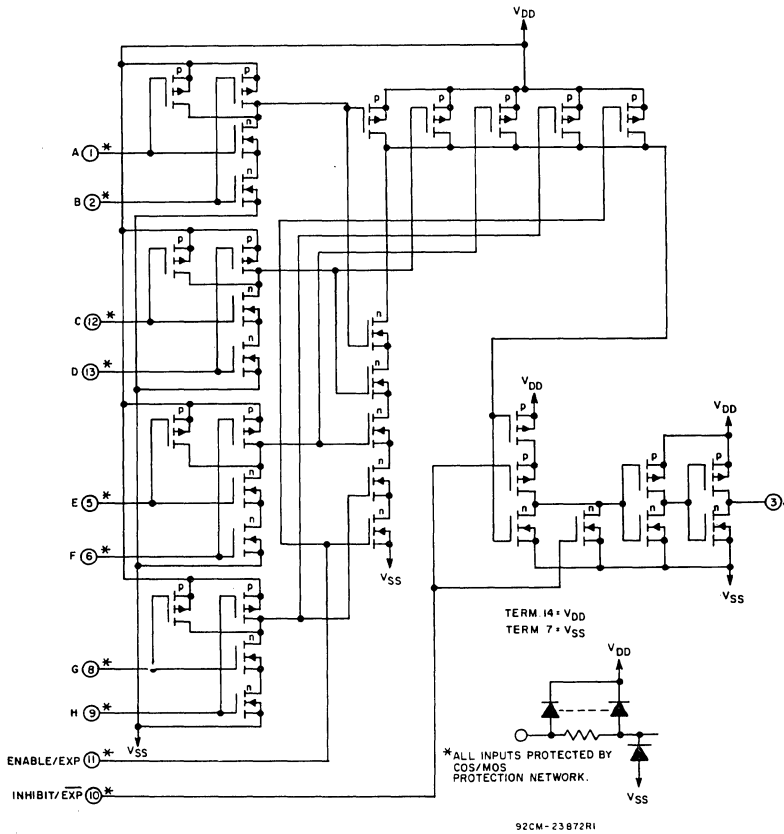 VDD
p p
p p p p p
n
A 1 *
n
B 2 *
p p
n
C 12 *
n
n
D 13 *
n
VDD
p
VDD
p p
E 5 *
n
p p p
n
F 6 *
n
n n n n
3
VSS
p p
VSS
TERM. 14 = VDD
TERM 7 = VSS
n
G 8 *
VDD
n
H 9 *
VSS
ENABLE/EXP 11 *
*ALL INPUTS PROTECTED BY
COS/MOS
PROTECTION NETWORK.
INHIBIT/E̅X̅P̅ 10 *
VSS
92CM-23872R1